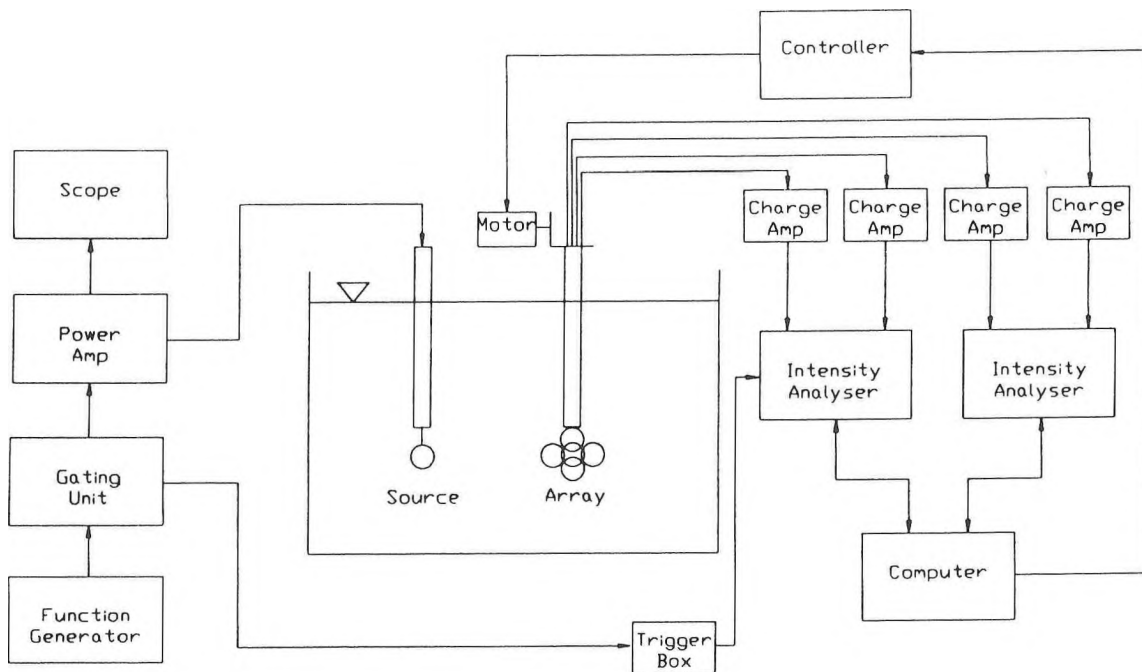 Controller
Scope
Motor
Charge
Amp
Charge
Amp
Charge
Amp
Charge
Amp
Power
Amp
Intensity
Analyser
Intensity
Analyser
Gating
Unit
Source
Array
Computer
Function
Generator
Trigger
Box